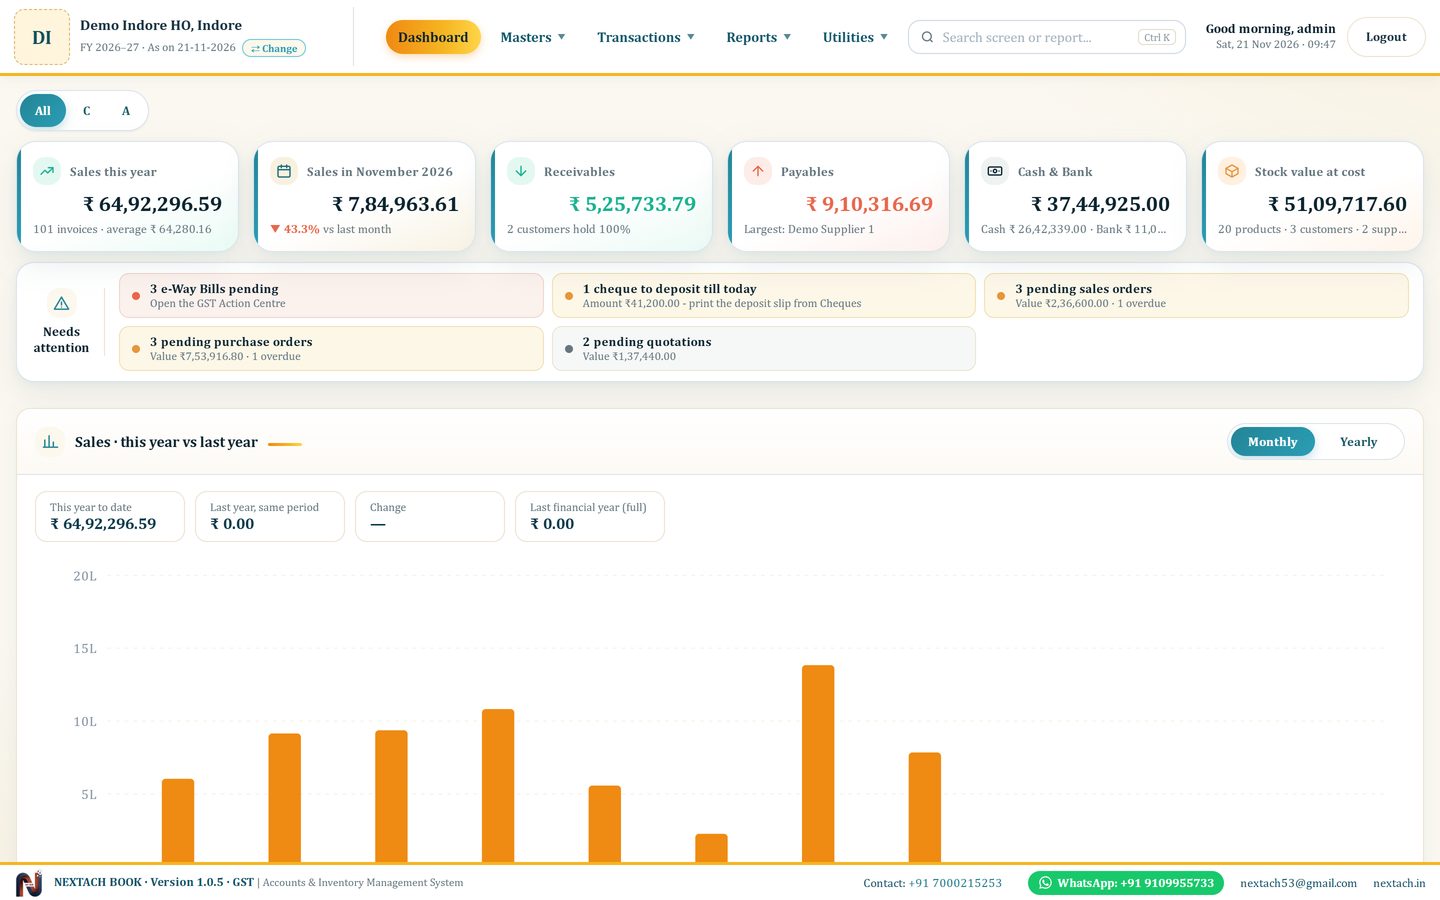 DI
Demo Indore HO, Indore
FY 2026–27 · As on 21-11-2026
⇄ Change
Dashboard
Masters ▼
Transactions ▼
Reports ▼
Utilities ▼
Search screen or report...
Ctrl K
Good morning, admin
Sat, 21 Nov 2026 · 09:47
Logout
All
C
A
Sales this year
₹ 64,92,296.59
101 invoices · average ₹ 64,280.16
Sales in November 2026
₹ 7,84,963.61
▼ 43.3% vs last month
Receivables
₹ 5,25,733.79
2 customers hold 100%
Payables
₹ 9,10,316.69
Largest: Demo Supplier 1
Cash & Bank
₹ 37,44,925.00
Cash ₹ 26,42,339.00 · Bank ₹ 11,0...
Stock value at cost
₹ 51,09,717.60
20 products · 3 customers · 2 supp...
Needs
attention
3 e-Way Bills pending
Open the GST Action Centre
1 cheque to deposit till today
Amount ₹41,200.00 - print the deposit slip from Cheques
3 pending sales orders
Value ₹2,36,600.00 · 1 overdue
3 pending purchase orders
Value ₹7,53,916.80 · 1 overdue
2 pending quotations
Value ₹1,37,440.00
Sales · this year vs last year
Monthly
Yearly
This year to date
₹ 64,92,296.59
Last year, same period
₹ 0.00
Change
—
Last financial year (full)
₹ 0.00
20L
15L
10L
5L
N
NEXTACH BOOK · Version 1.0.5 · GST | Accounts & Inventory Management System
Contact: +91 7000215253
WhatsApp: +91 9109955733
nextach53@gmail.com
nextach.in